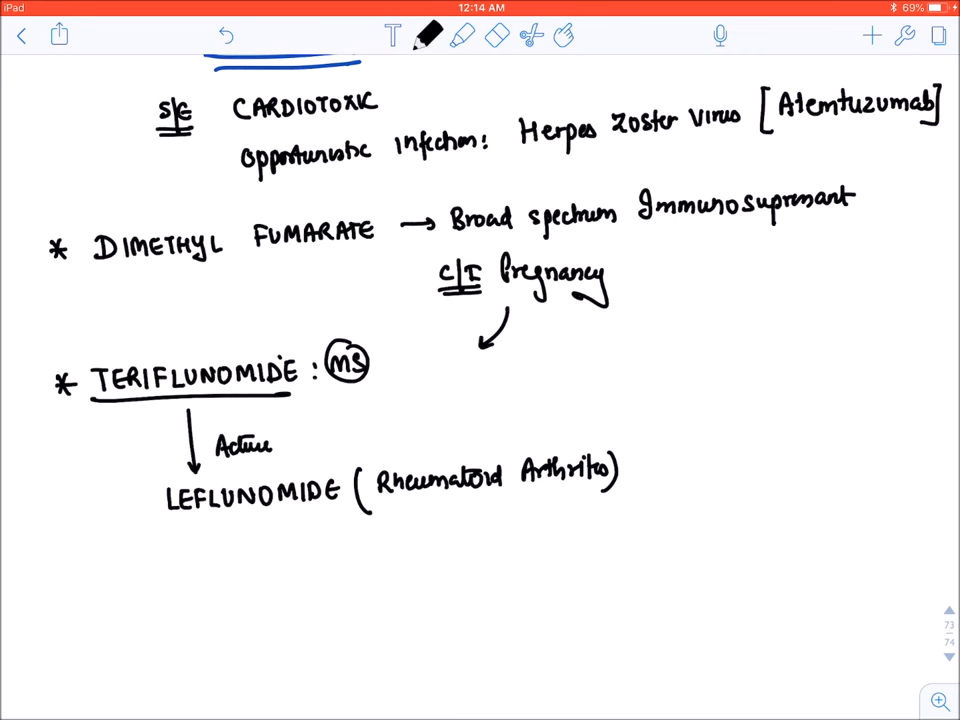 iPad 12:14 AM 69%
T
S/E CARDIOTOXIC
Opportunistic Infection: Herpes Zoster Virus [Alemtuzumab]
* DIMETHYL FUMARATE → Broad spectrum Immunosupressant
C/I Pregnancy
* TERIFLUNOMIDE : MS
Active
LEFLUNOMIDE (Rheumatoid Arthritis)
73
74